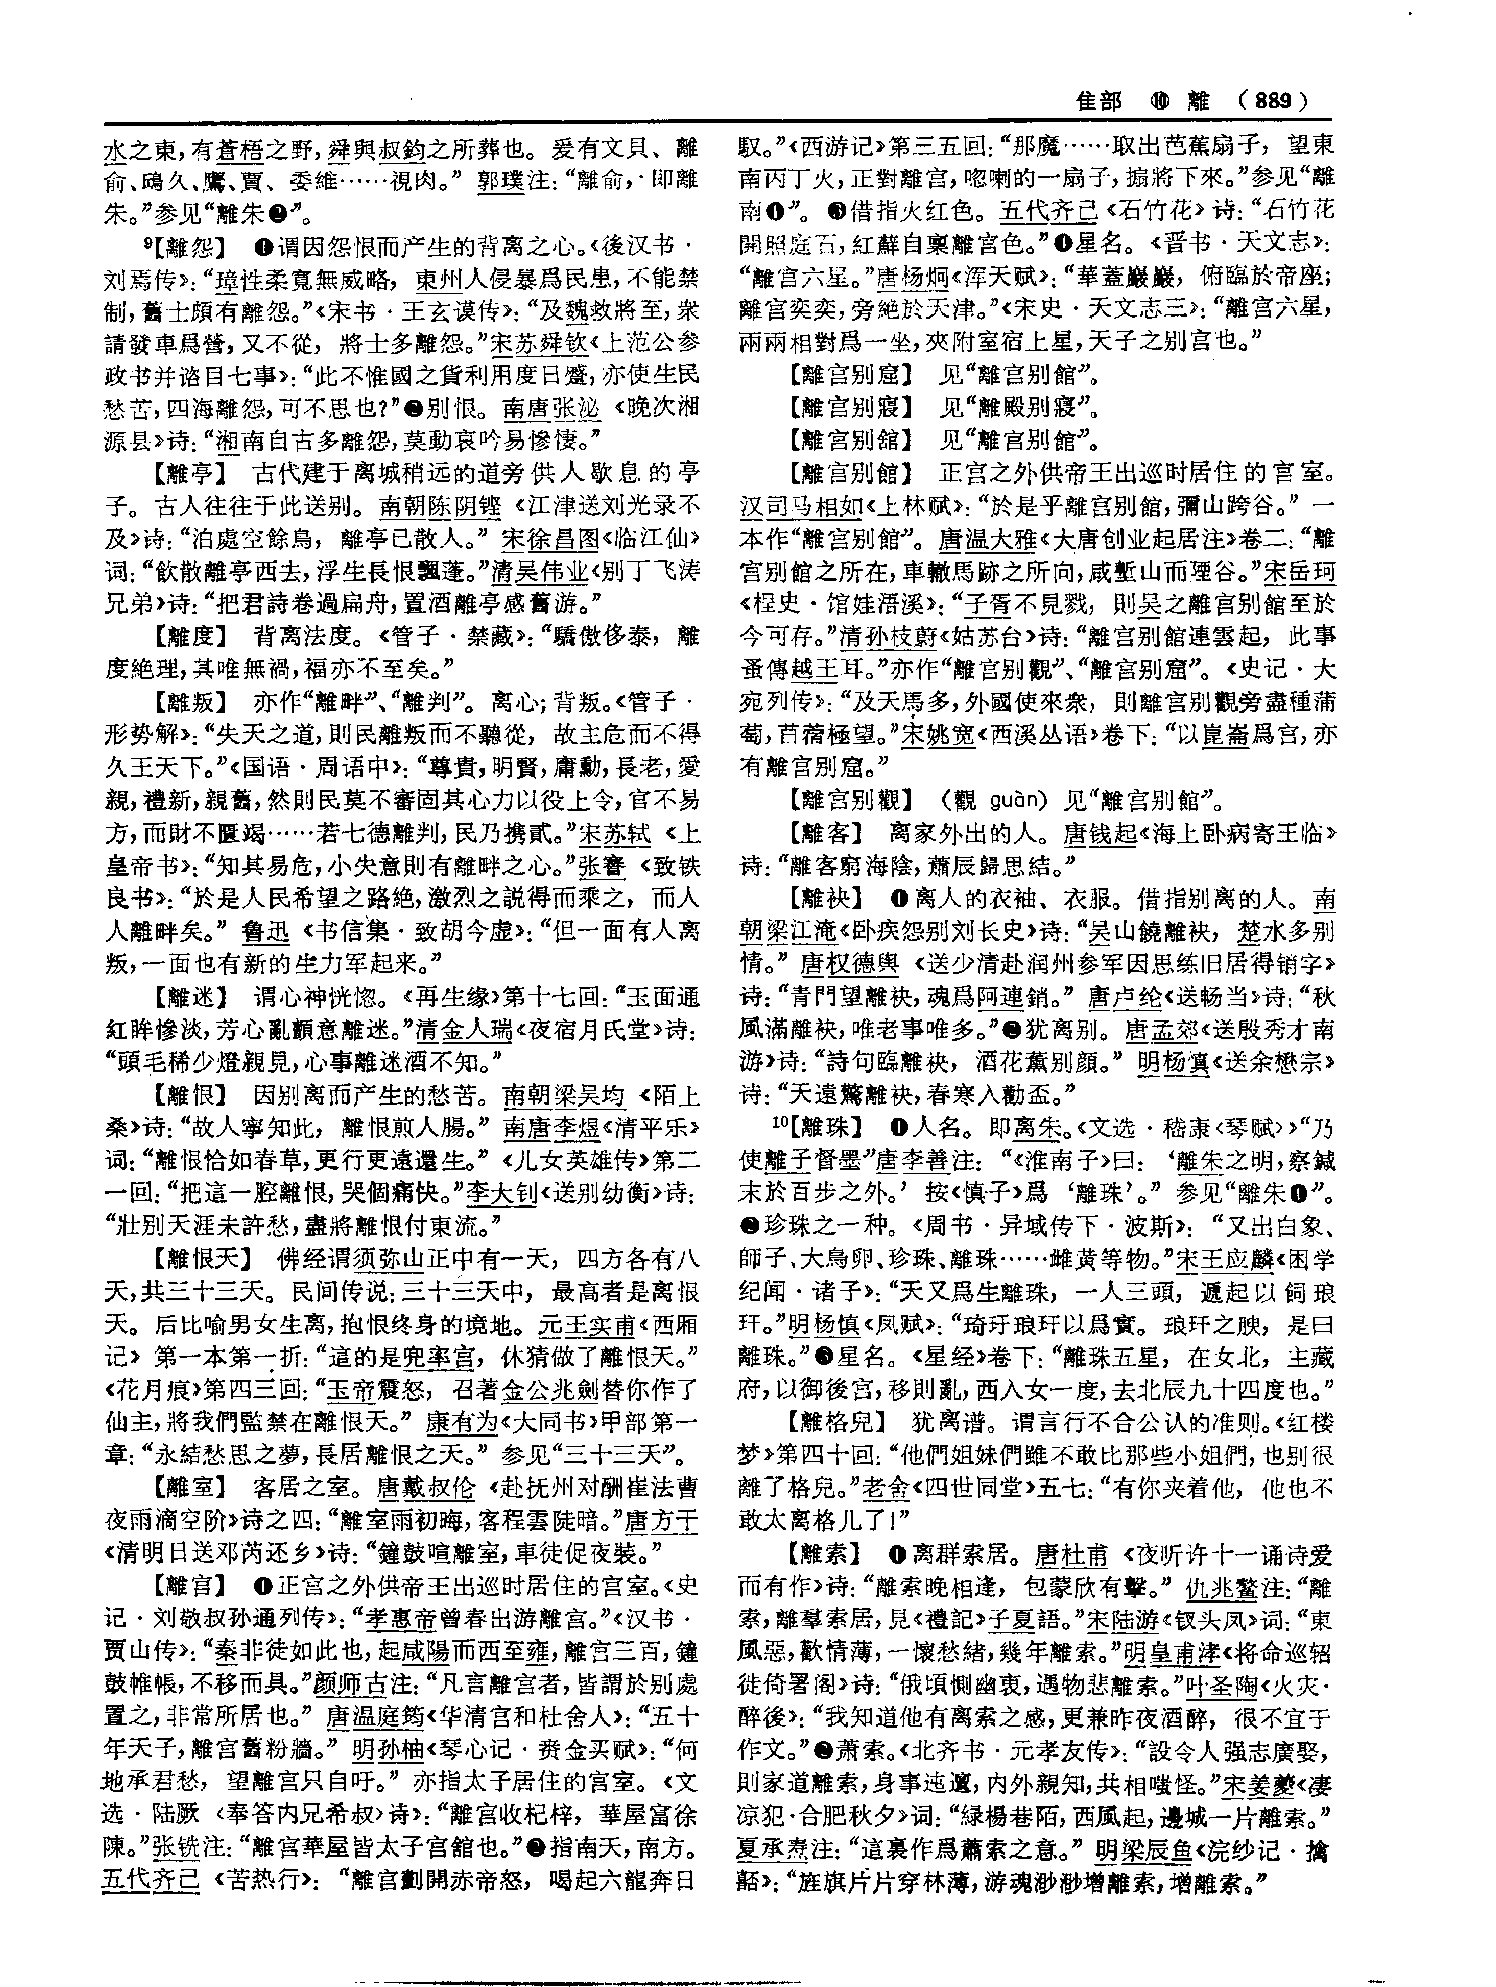 隹部 ⑩ 離 （889）
水之東，有蒼梧之野，舜與叔鈞之所葬也。爰有文貝、離
俞、鴟久、鷹、賈、委維……視肉。”郭璞注：“離俞，即離
朱。”参见“離朱❷”。
⁹【離怨】 ❶谓因怨恨而产生的背离之心。《後汉书·
刘焉传》：“璋性柔寬無威略，東州人侵暴爲民患，不能禁
制，舊士頗有離怨。”《宋书·王玄谟传》：“及魏救將至，衆
請發車爲營，又不從，將士多離怨。”宋苏舜钦《上范公参
政书并谘目七事》：“此不惟國之貨利用度日蹙，亦使生民
愁苦，四海離怨，可不思也？”❷别恨。南唐张泌《晚次湘
源县》诗：“湘南自古多離怨，莫動哀吟易慘悽。”
【離亭】 古代建于离城稍远的道旁供人歇息的亭
子。古人往往于此送别。南朝陈阴铿《江津送刘光录不
及》诗：“泊處空餘鳥，離亭已散人。”宋徐昌图《临江仙》
词：“飲散離亭西去，浮生長恨飄蓬。”清吴伟业《别丁飞涛
兄弟》诗：“把君詩卷過扁舟，置酒離亭感舊游。”
【離度】 背离法度。《管子·禁藏》：“驕傲侈泰，離
度絶理，其唯無禍，福亦不至矣。”
【離叛】 亦作“離畔”、“離判”。离心；背叛。《管子·
形势解》：“失天之道，則民離叛而不聽從，故主危而不得
久王天下。”《国语·周语中》：“尊貴，明賢，庸勳，長老，愛
親，禮新，親舊，然則民莫不審固其心力以役上令，官不易
方，而財不匱竭……若七德離判，民乃携貳。”宋苏轼《上
皇帝书》：“知其易危，小失意則有離畔之心。”张謇《致铁
良书》：“於是人民希望之路絶，激烈之説得而乘之，而人
人離畔矣。”鲁迅《书信集·致胡今虚》：“但一面有人离
叛，一面也有新的生力军起来。”
【離迷】 谓心神恍惚。《再生缘》第十七回：“玉面通
紅眸慘淡，芳心亂顫意離迷。”清金人瑞《夜宿月氏堂》诗：
“頭毛稀少燈親見，心事離迷酒不知。”
【離恨】 因别离而产生的愁苦。南朝梁吴均《陌上
桑》诗：“故人寧知此，離恨煎人腸。”南唐李煜《清平乐》
词：“離恨恰如春草，更行更遠還生。”《儿女英雄传》第二
一回：“把這一腔離恨，哭個痛快。”李大钊《送别幼衡》诗：
“壯别天涯未許愁，盡將離恨付東流。”
【離恨天】 佛经谓须弥山正中有一天，四方各有八
天，共三十三天。民间传说：三十三天中，最高者是离恨
天。后比喻男女生离，抱恨终身的境地。元王实甫《西厢
记》第一本第一折：“這的是兜率宫，休猜做了離恨天。”
《花月痕》第四三回：“玉帝震怒，召著金公兆劍替你作了
仙主，將我們監禁在離恨天。”康有为《大同书》甲部第一
章：“永結愁思之夢，長居離恨之天。”参见“三十三天”。
【離室】 客居之室。唐戴叔伦《赴抚州对酬崔法曹
夜雨滴空阶》诗之四：“離室雨初晦，客程雲陡暗。”唐方干
《清明日送邓芮还乡》诗：“鐘鼓喧離室，車徒促夜裝。”
【離宫】 ❶正宫之外供帝王出巡时居住的宫室。《史
记·刘敬叔孙通列传》：“孝惠帝曾春出游離宫。”《汉书·
贾山传》：“秦非徒如此也，起咸陽而西至雍，離宫三百，鐘
鼓帷帳，不移而具。”颜师古注：“凡言離宫者，皆謂於别處
置之，非常所居也。”唐温庭筠《华清宫和杜舍人》：“五十
年天子，離宫舊粉牆。”明孙柚《琴心记·赍金买赋》：“何
地承君愁，望離宫只自吁。”亦指太子居住的宫室。《文
选·陆厥〈奉答内兄希叔〉诗》：“離宫收杞梓，華屋富徐
陳。”张铣注：“離宫華屋皆太子宫舘也。”❷指南天，南方。
五代齐己《苦热行》：“離宫劃開赤帝怒，喝起六龍奔日
馭。”《西游记》第三五回：“那魔……取出芭蕉扇子，望東
南丙丁火，正對離宫，唿喇的一扇子，搧將下來。”参见“離
南❶”。❸借指火红色。五代齐己《石竹花》诗：“石竹花
開照庭石，紅蘚自禀離宫色。”❹星名。《晋书·天文志》：
“離宫六星。”唐杨炯《浑天赋》：“華蓋巖巖，俯臨於帝座；
離宫奕奕，旁絶於天津。”《宋史·天文志三》：“離宫六星，
兩兩相對爲一坐，夾附室宿上星，天子之别宫也。”
【離宫别窟】 见“離宫别館”。
【離宫别寢】 见“離殿别寢”。
【離宫别舘】 见“離宫别館”。
【離宫别館】 正宫之外供帝王出巡时居住的宫室。
汉司马相如《上林赋》：“於是乎離宫别館，彌山跨谷。”一
本作“離宫别館”。唐温大雅《大唐创业起居注》卷二：“離
宫别館之所在，車轍馬跡之所向，咸塹山而堙谷。”宋岳珂
《桯史·馆娃浯溪》：“子胥不見戮，則吴之離宫别館至於
今可存。”清孙枝蔚《姑苏台》诗：“離宫别館連雲起，此事
蚤傳越王耳。”亦作“離宫别觀”、“離宫别窟”。《史记·大
宛列传》：“及天馬多，外國使來衆，則離宫别觀旁盡種蒲
萄，苜蓿極望。”宋姚宽《西溪丛语》卷下：“以崑崙爲宫，亦
有離宫别窟。”
【離宫别觀】 （觀 guàn）见“離宫别館”。
【離客】 离家外出的人。唐钱起《海上卧病寄王临》
诗：“離客窮海陰，蕭辰歸思結。”
【離袂】 ❶离人的衣袖、衣服。借指别离的人。南
朝梁江淹《卧疾怨别刘长史》诗：“吴山饒離袂，楚水多别
情。”唐权德舆《送少清赴润州参军因思练旧居得销字》
诗：“青門望離袂，魂爲阿連銷。”唐卢纶《送畅当》诗：“秋
風滿離袂，唯老事唯多。”❷犹离别。唐孟郊《送殷秀才南
游》诗：“詩句臨離袂，酒花薰别顔。”明杨慎《送余懋宗》
诗：“天遠驚離袂，春寒入勸盃。”
¹⁰【離珠】 ❶人名。即离朱。《文选·嵇康〈琴赋〉》“乃
使離子督墨”唐李善注：“《淮南子》曰：‘離朱之明，察鍼
末於百步之外。’按《慎子》爲‘離珠’。”参见“離朱❶”。
❷珍珠之一种。《周书·异域传下·波斯》：“又出白象、
師子、大鳥卵、珍珠、離珠……雌黄等物。”宋王应麟《困学
纪闻·诸子》：“天又爲生離珠，一人三頭，遞起以飼琅
玕。”明杨慎《凤赋》：“琦玗琅玕以爲實。琅玕之腴，是曰
離珠。”❸星名。《星经》卷下：“離珠五星，在女北，主藏
府，以御後宫，移則亂，西入女一度，去北辰九十四度也。”
【離格兒】 犹离谱。谓言行不合公认的准则。《红楼
梦》第四十回：“他們姐妹們雖不敢比那些小姐們，也别很
離了格兒。”老舍《四世同堂》五七：“有你夹着他，他也不
敢太离格儿了！”
【離索】 ❶离群索居。唐杜甫《夜听许十一诵诗爱
而有作》诗：“離索晚相逢，包蒙欣有擊。”仇兆鳌注：“離
索，離羣索居，見《禮記》子夏語。”宋陆游《钗头凤》词：“東
風惡，歡情薄，一懷愁緒，幾年離索。”明皇甫涍《将命巡轺
徙倚署阁》诗：“俄頃惻幽衷，遇物悲離索。”叶圣陶《火灾·
醉後》：“我知道他有离索之感，更兼昨夜酒醉，很不宜于
作文。”❷萧索。《北齐书·元孝友传》：“設令人强志廣娶，
則家道離索，身事迍邅，内外親知，共相嗤怪。”宋姜夔《凄
凉犯·合肥秋夕》词：“緑楊巷陌，西風起，邊城一片離索。”
夏承焘注：“這裏作爲蕭索之意。”明梁辰鱼《浣纱记·擒
嚭》：“旌旗片片穿林薄，游魂渺渺增離索，增離索。”